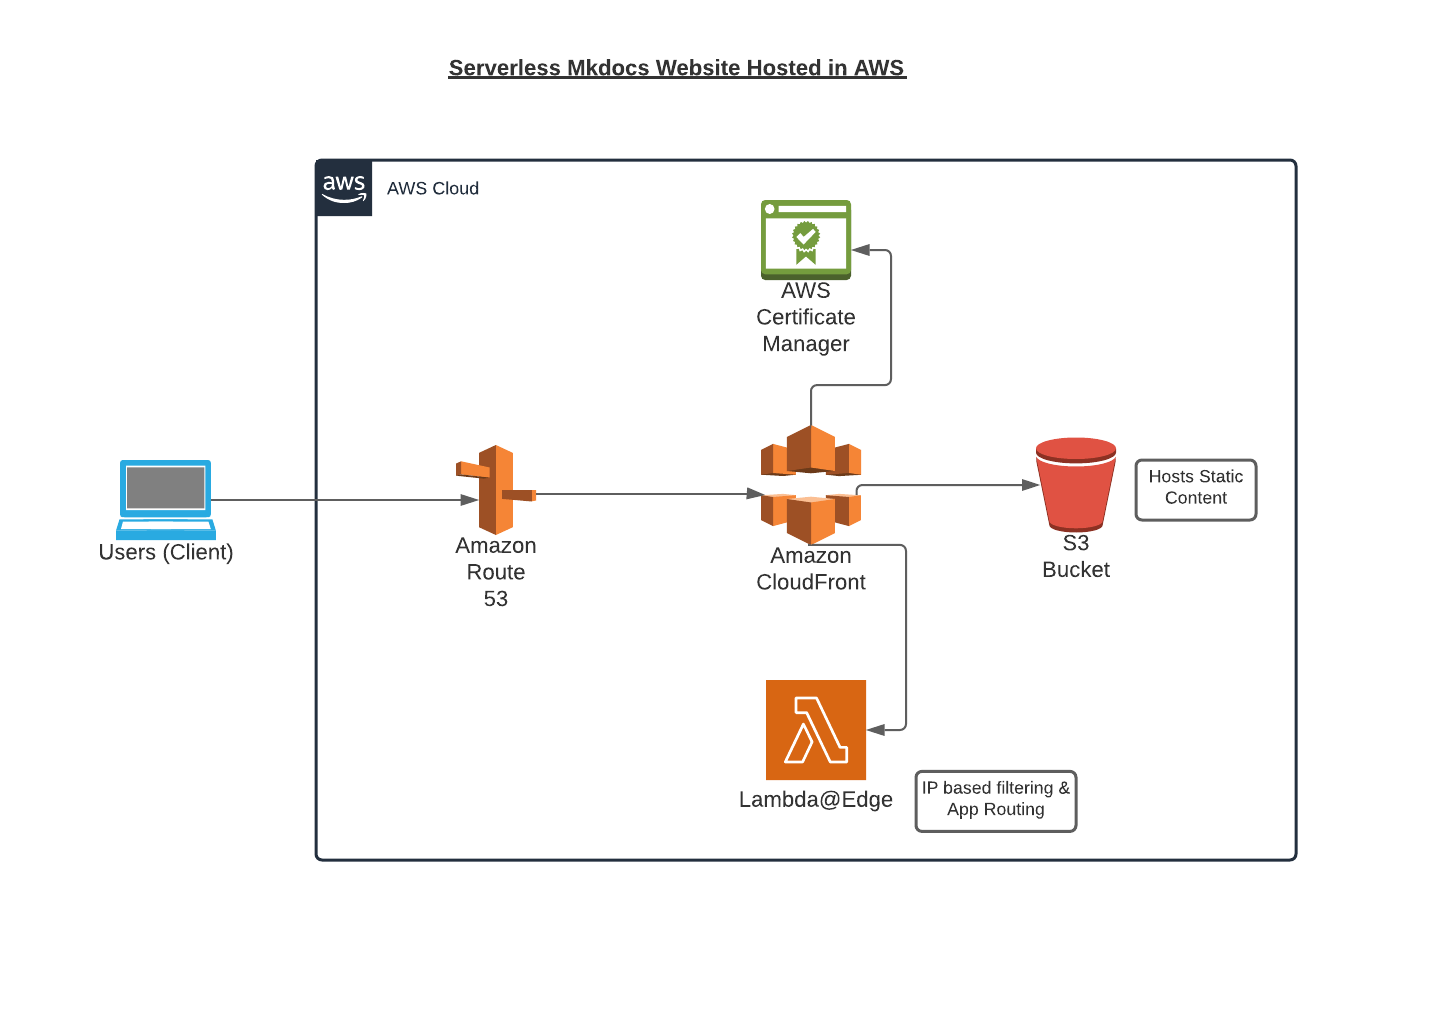 Serverless Mkdocs Website Hosted in AWS
aws
AWS Cloud
AWS
Certificate
Manager
Users (Client)
Amazon
Route
53
Amazon
CloudFront
S3
Bucket
Hosts Static
Content
Lambda@Edge
IP based filtering &
App Routing